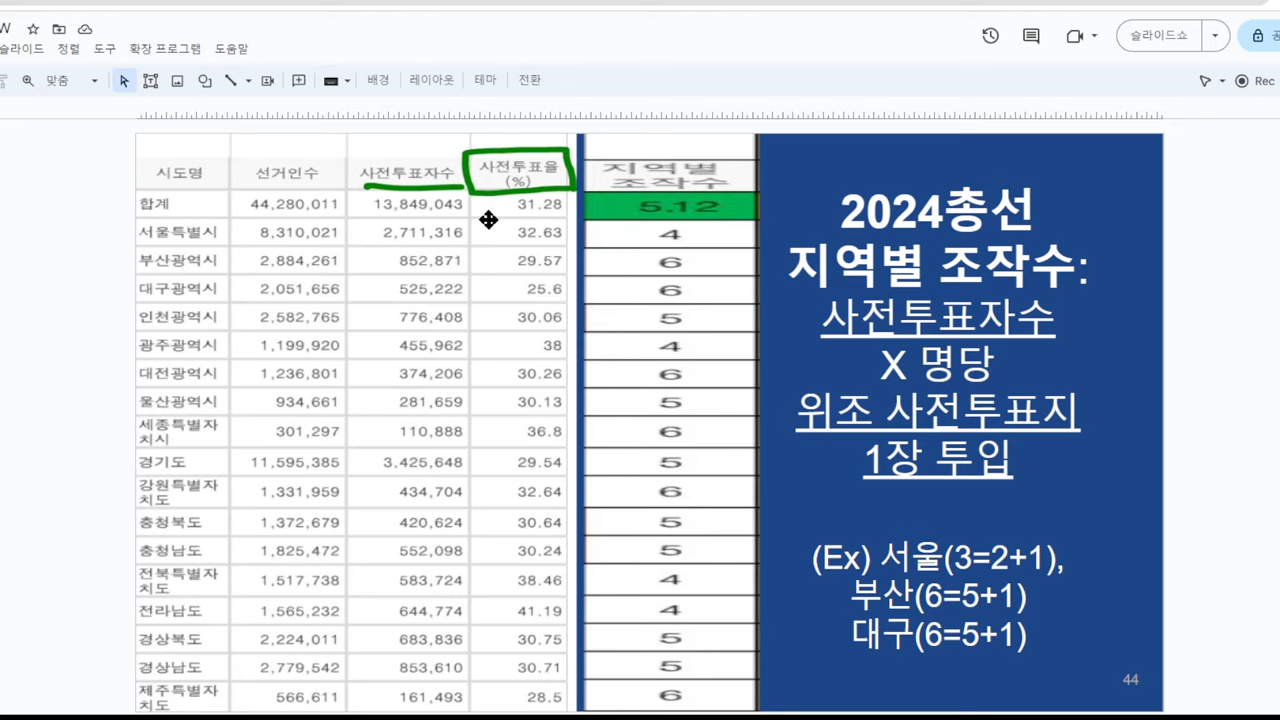 W
슬라이드 정렬 도구 확장 프로그램 도움말
슬라이드쇼
맞춤 배경 레이아웃 테마 전환 Rec
시도명 선거인수 사전투표자수 사전투표율 (%) 지역별 조작수
합계 44,280,011 13,849,043 31.28 5.12
서울특별시 8,310,021 2,711,316 32.63 4
부산광역시 2,884,261 852,871 29.57 6
대구광역시 2,051,656 525,222 25.6 6
인천광역시 2,582,765 776,408 30.06 5
광주광역시 1,199,920 455,962 38 4
대전광역시 1,236,801 374,206 30.26 6
울산광역시 934,661 281,659 30.13 5
세종특별자치시 301,297 110,888 36.8 6
경기도 11,595,385 3,425,648 29.54 5
강원특별자치도 1,331,959 434,704 32.64 6
충청북도 1,372,679 420,624 30.64 5
충청남도 1,825,472 552,098 30.24 5
전북특별자치도 1,517,738 583,724 38.46 4
전라남도 1,565,232 644,774 41.19 4
경상북도 2,224,011 683,836 30.75 5
경상남도 2,779,542 853,610 30.71 5
제주특별자치도 566,611 161,493 28.5 6
2024총선
지역별 조작수:
사전투표자수
X 명당
위조 사전투표지
1장 투입
(Ex) 서울(3=2+1),
부산(6=5+1)
대구(6=5+1)
44